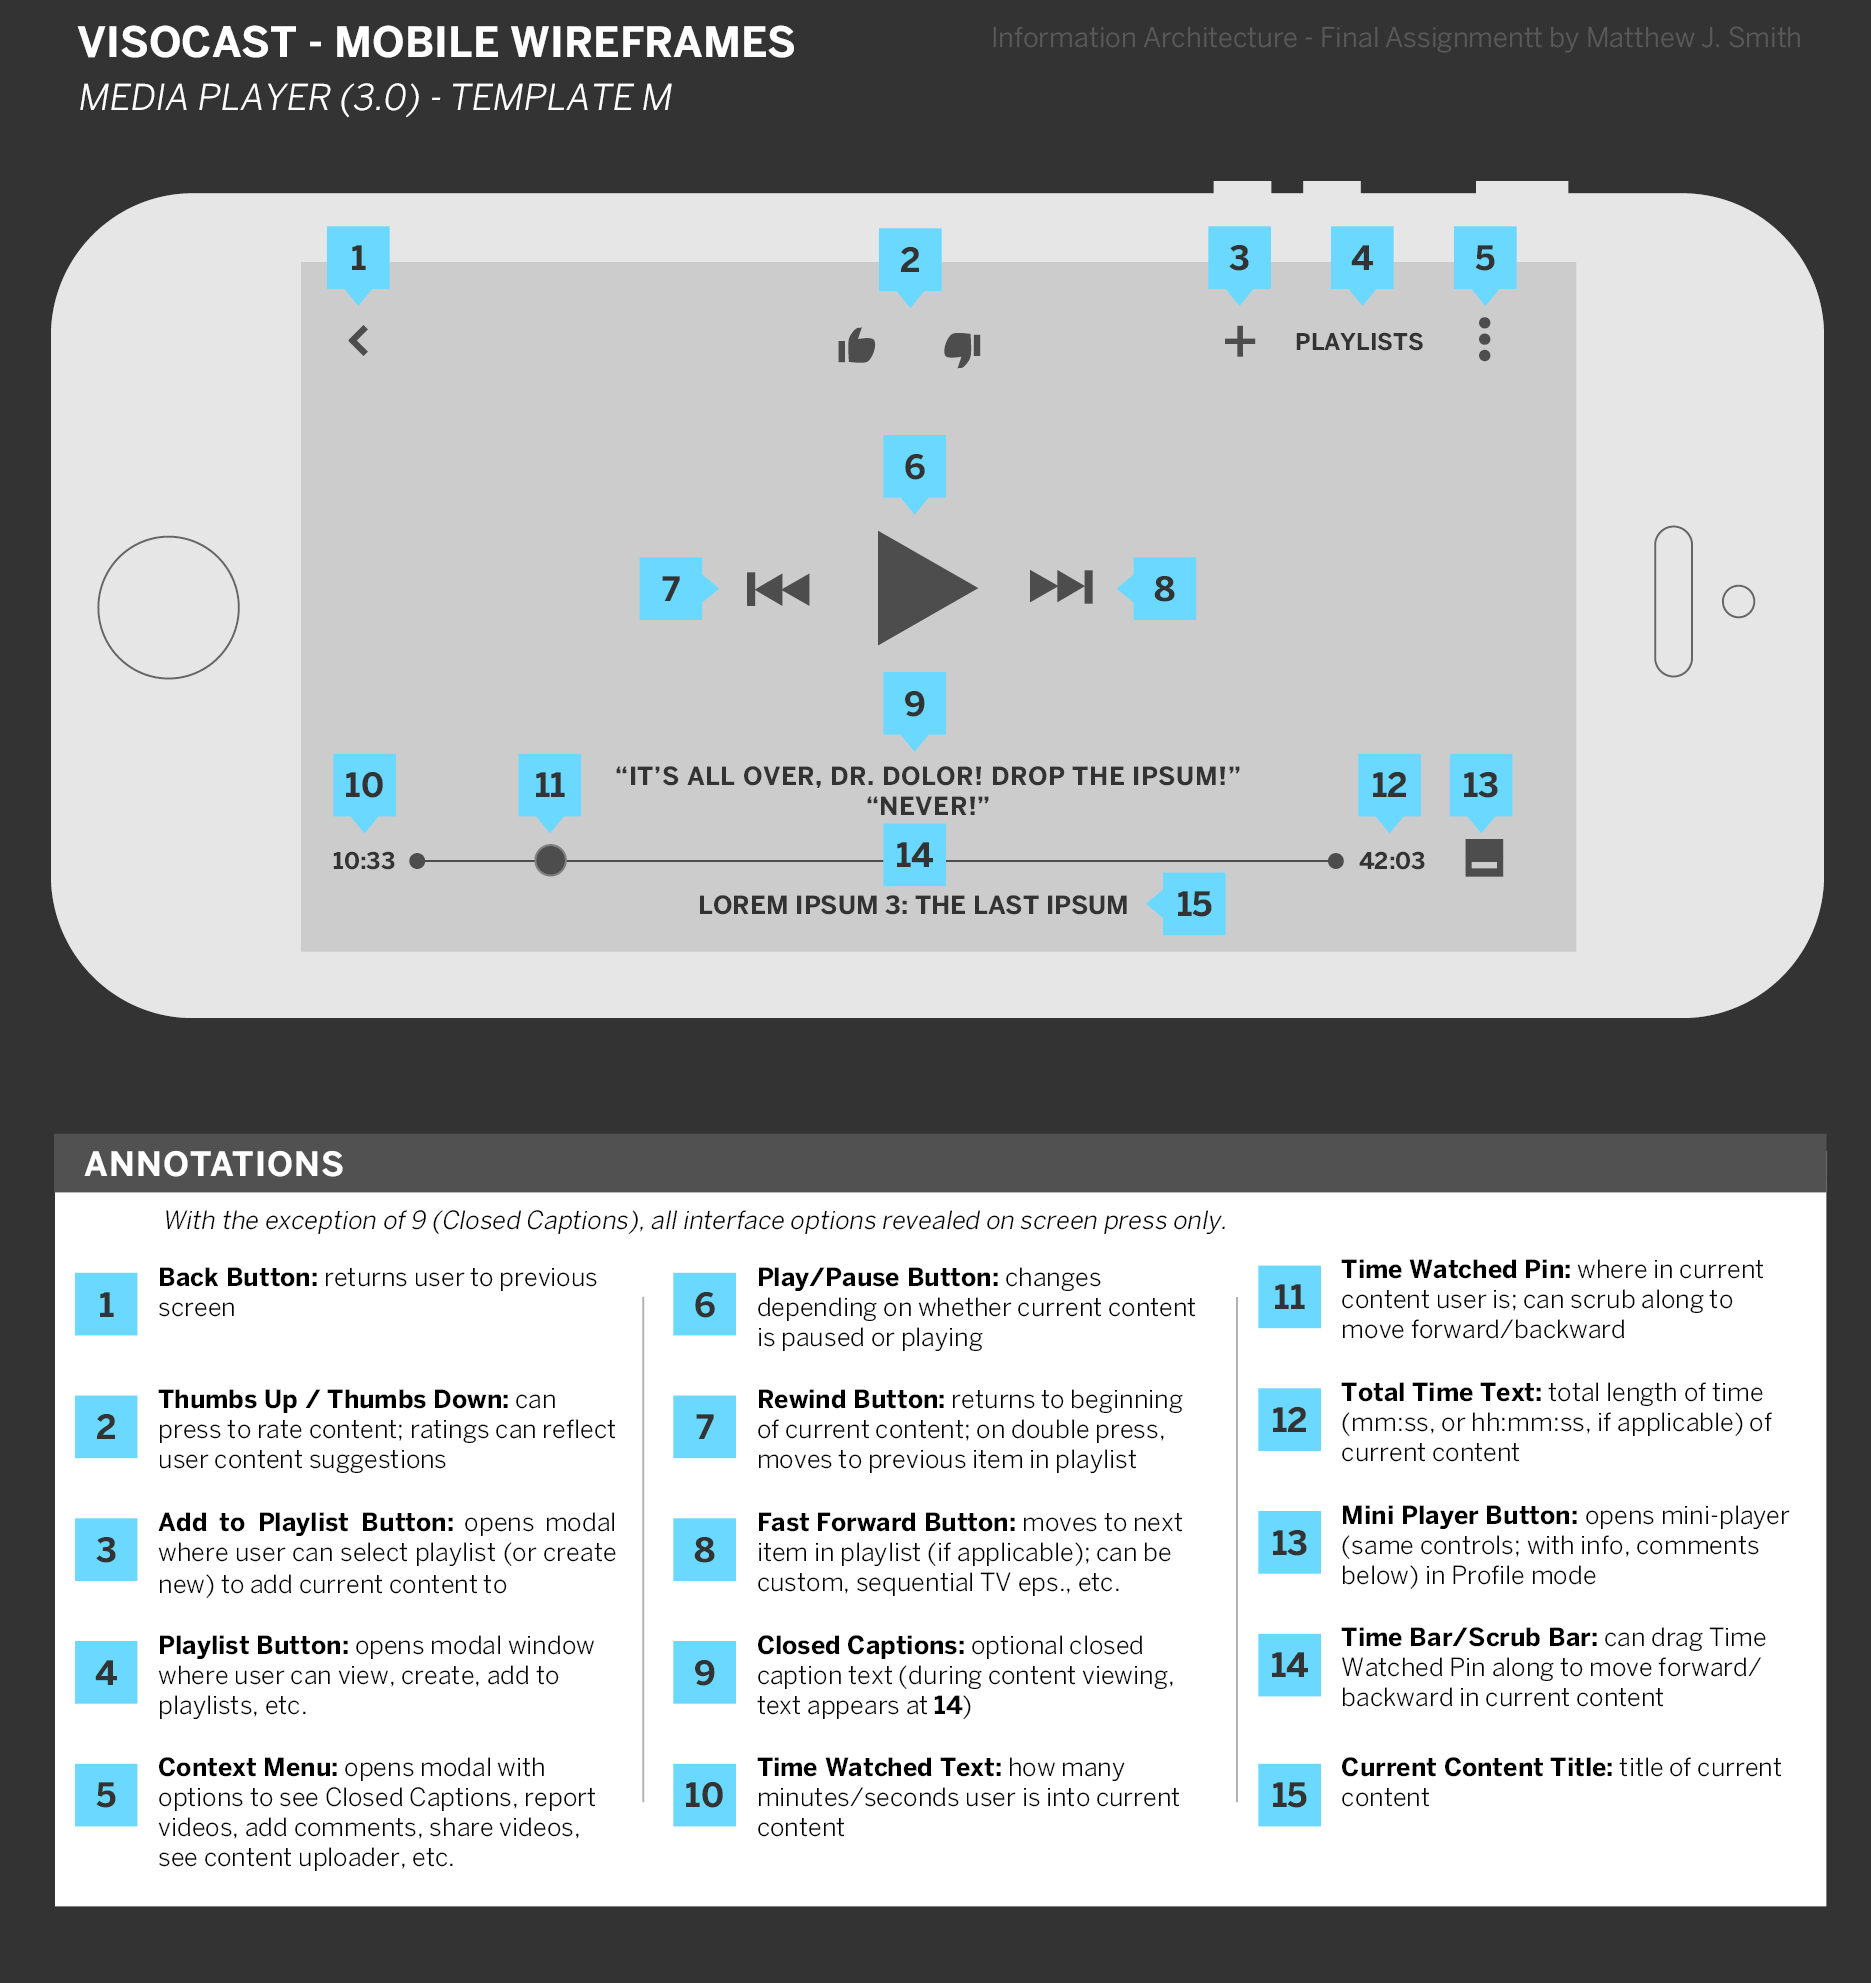 VISOCAST - MOBILE WIREFRAMES
Information Architecture - Final Assignmentt by Matthew J. Smith
MEDIA PLAYER (3.0) - TEMPLATE M
1
2
3
4
5
PLAYLISTS
6
7
8
9
10
11
“IT’S ALL OVER, DR. DOLOR! DROP THE IPSUM!”
“NEVER!”
12
13
10:33
14
42:03
LOREM IPSUM 3: THE LAST IPSUM
15
ANNOTATIONS
With the exception of 9 (Closed Captions), all interface options revealed on screen press only.
1
Back Button: returns user to previous
screen
2
Thumbs Up / Thumbs Down: can
press to rate content; ratings can reflect
user content suggestions
3
Add to Playlist Button: opens modal
where user can select playlist (or create
new) to add current content to
4
Playlist Button: opens modal window
where user can view, create, add to
playlists, etc.
5
Context Menu: opens modal with
options to see Closed Captions, report
videos, add comments, share videos,
see content uploader, etc.
6
Play/Pause Button: changes
depending on whether current content
is paused or playing
7
Rewind Button: returns to beginning
of current content; on double press,
moves to previous item in playlist
8
Fast Forward Button: moves to next
item in playlist (if applicable); can be
custom, sequential TV eps., etc.
9
Closed Captions: optional closed
caption text (during content viewing,
text appears at 14)
10
Time Watched Text: how many
minutes/seconds user is into current
content
11
Time Watched Pin: where in current
content user is; can scrub along to
move forward/backward
12
Total Time Text: total length of time
(mm:ss, or hh:mm:ss, if applicable) of
current content
13
Mini Player Button: opens mini-player
(same controls; with info, comments
below) in Profile mode
14
Time Bar/Scrub Bar: can drag Time
Watched Pin along to move forward/
backward in current content
15
Current Content Title: title of current
content